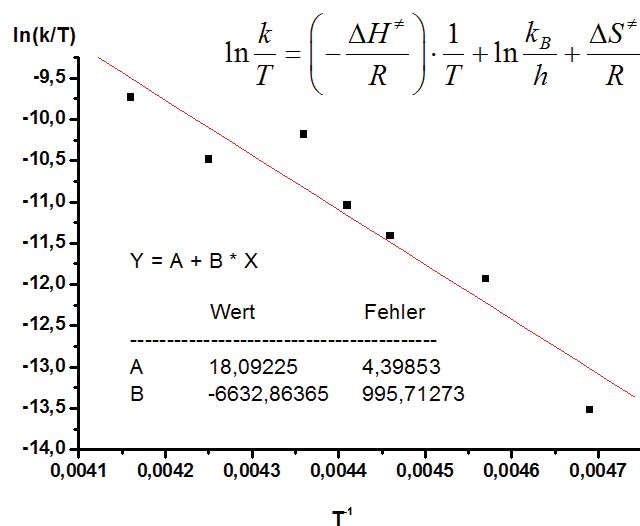 ln(k/T)
ln k/T = (− ΔH≠/R) · 1/T + ln kB/h + ΔS≠/R
-9,5
-10,0
-10,5
-11,0
-11,5
-12,0
-12,5
-13,0
-13,5
-14,0
Y = A + B * X
Wert Fehler
------------------------------------------
A 18,09225 4,39853
B -6632,86365 995,71273
0,0041 0,0042 0,0043 0,0044 0,0045 0,0046 0,0047
T-1